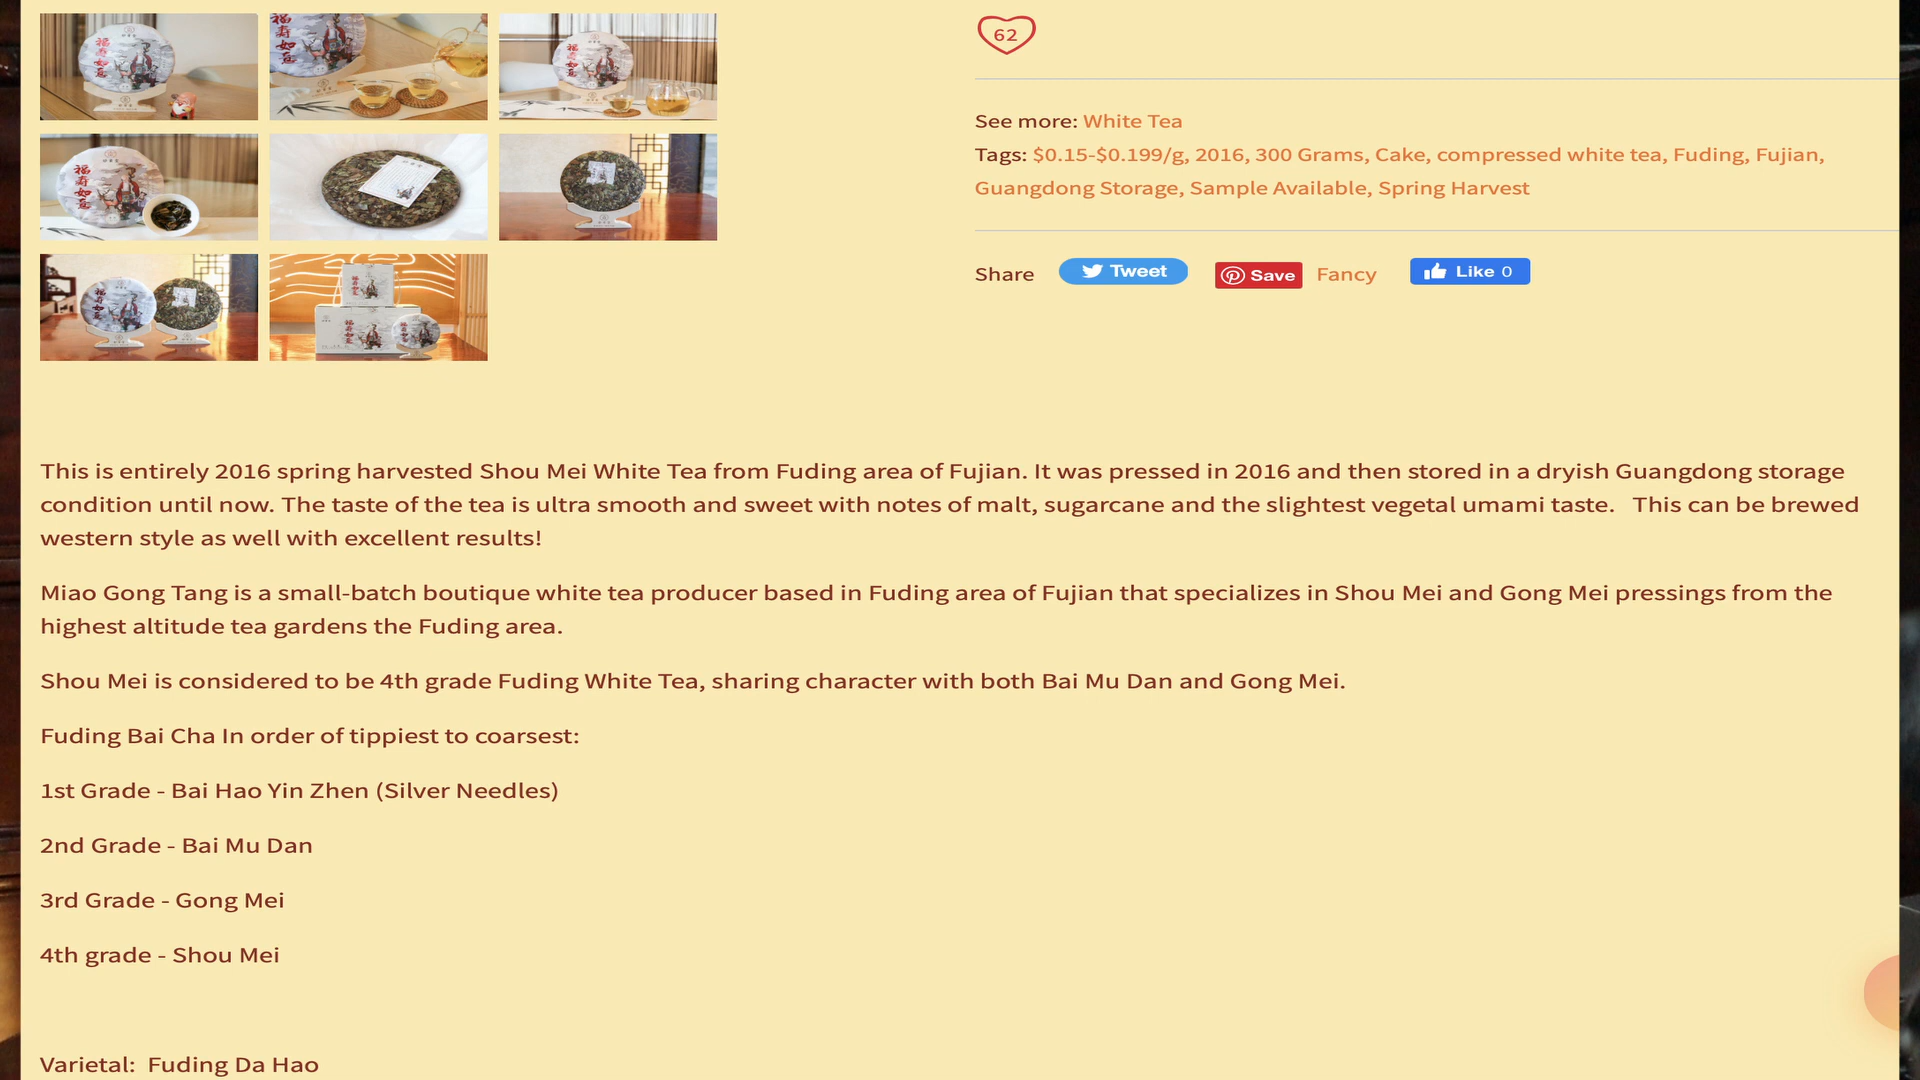 福寿如意
62
See more: White Tea
Tags: $0.15-$0.199/g, 2016, 300 Grams, Cake, compressed white tea, Fuding, Fujian,
Guangdong Storage, Sample Available, Spring Harvest
Share Tweet Save Fancy Like 0
This is entirely 2016 spring harvested Shou Mei White Tea from Fuding area of Fujian. It was pressed in 2016 and then stored in a dryish Guangdong storage
condition until now. The taste of the tea is ultra smooth and sweet with notes of malt, sugarcane and the slightest vegetal umami taste. This can be brewed
western style as well with excellent results!
Miao Gong Tang is a small-batch boutique white tea producer based in Fuding area of Fujian that specializes in Shou Mei and Gong Mei pressings from the
highest altitude tea gardens the Fuding area.
Shou Mei is considered to be 4th grade Fuding White Tea, sharing character with both Bai Mu Dan and Gong Mei.
Fuding Bai Cha In order of tippiest to coarsest:
1st Grade - Bai Hao Yin Zhen (Silver Needles)
2nd Grade - Bai Mu Dan
3rd Grade - Gong Mei
4th grade - Shou Mei
Varietal: Fuding Da Hao